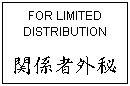 FOR LIMITED
DISTRIBUTION
関係者外秘